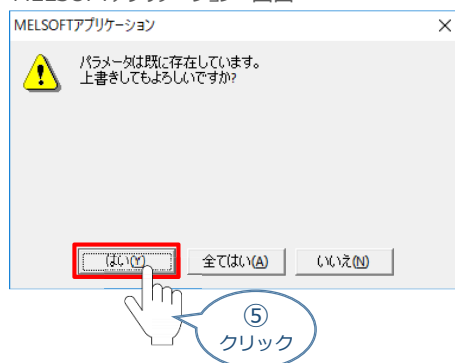 MELSOFTアプリケーション
パラメータは既に存在しています。
上書きしてもよろしいですか?
はい(Y) 全てはい(A) いいえ(N)
⑤
クリック